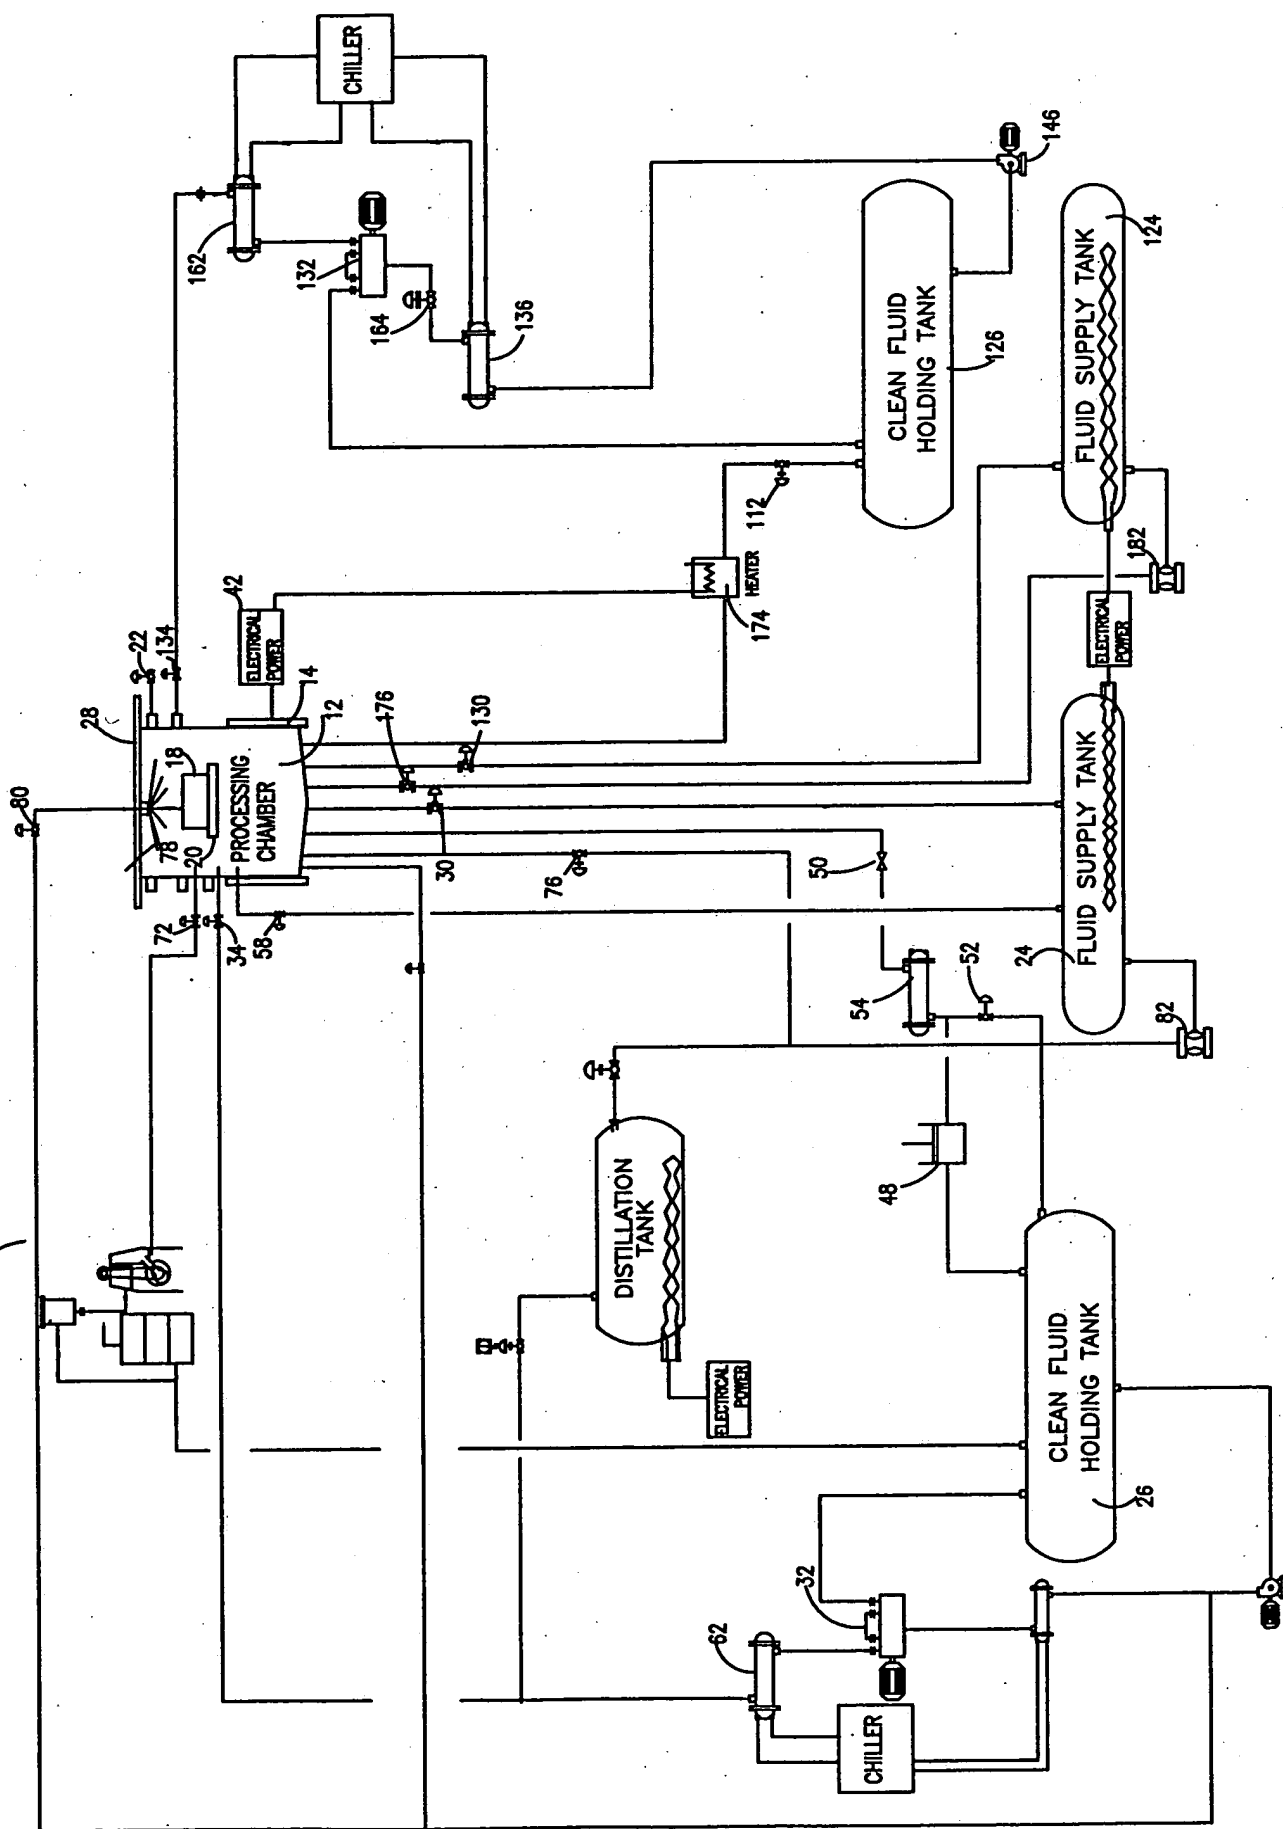 CHILLER
162
132
164
136
146
CLEAN FLUID
HOLDING TANK
126
124
FLUID SUPPLY TANK
112
HEATER
174
182
ELECTRICAL
POWER
42
ELECTRICAL
POWER
22
134
14
28
18
12
176
130
80
78
20
PROCESSING
CHAMBER
30
76
50
72
34
58
24
FLUID SUPPLY TANK
54
52
82
DISTILLATION
TANK
48
ELECTRICAL
POWER
CLEAN FLUID
HOLDING TANK
26
32
62
CHILLER